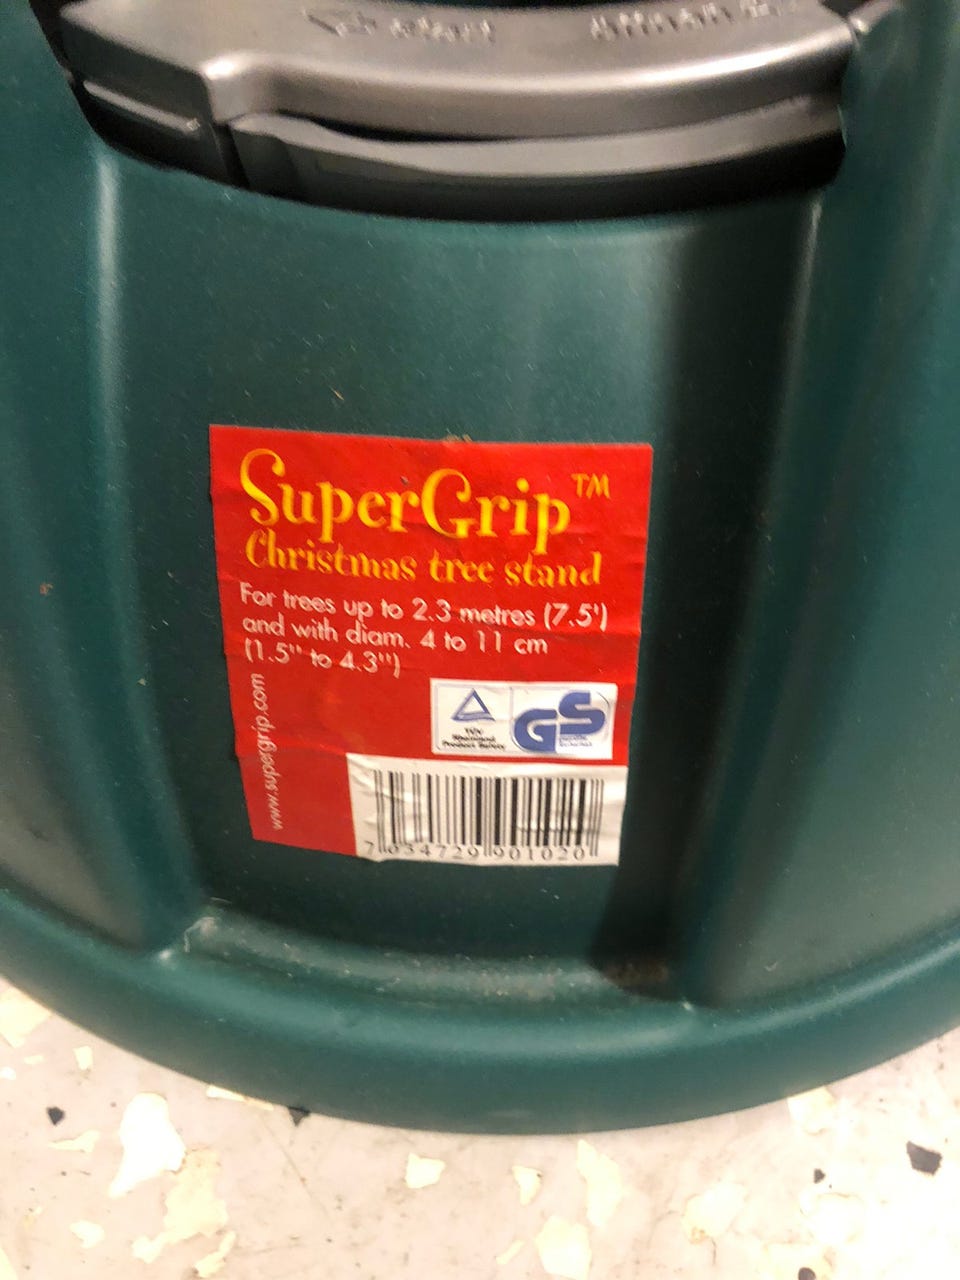 SuperGrip™
Christmas tree stand
For trees up to 2.3 metres (7.5')
and with diam. 4 to 11 cm
(1.5" to 4.3")
www.supergrip.com
GS
7 034729 901020